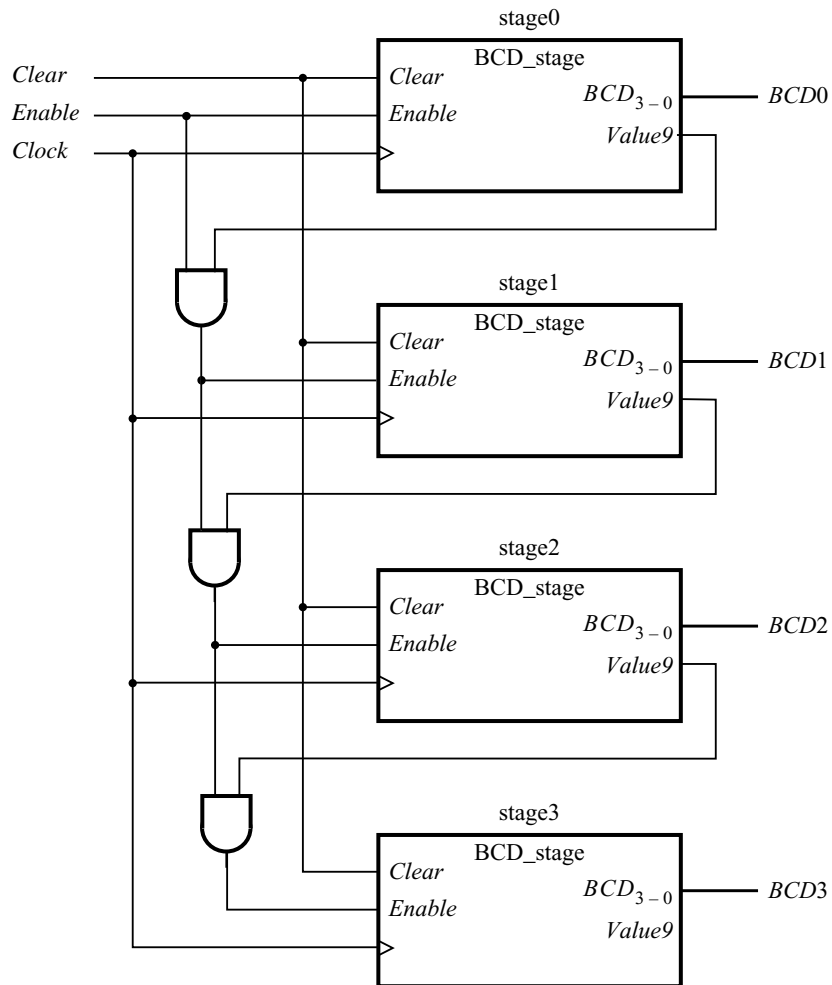 stage0
BCD_stage
Clear
Enable
Clock
Clear
Enable
BCD3–0
Value9
BCD0
stage1
BCD_stage
Clear
Enable
BCD3–0
Value9
BCD1
stage2
BCD_stage
Clear
Enable
BCD3–0
Value9
BCD2
stage3
BCD_stage
Clear
Enable
BCD3–0
Value9
BCD3